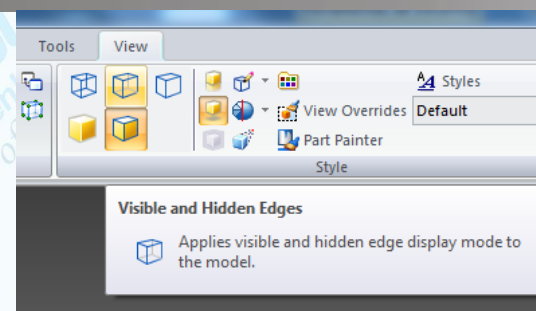 Tools View
Styles
View Overrides Default
Part Painter
Style
Visible and Hidden Edges
Applies visible and hidden edge display mode to
the model.